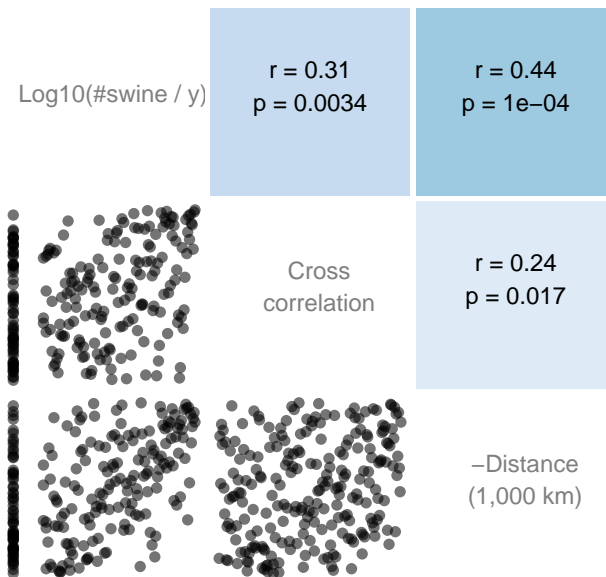 Log10(#swine / y)
r = 0.31
p = 0.0034
r = 0.44
p = 1e−04
Cross
correlation
r = 0.24
p = 0.017
−Distance
(1,000 km)